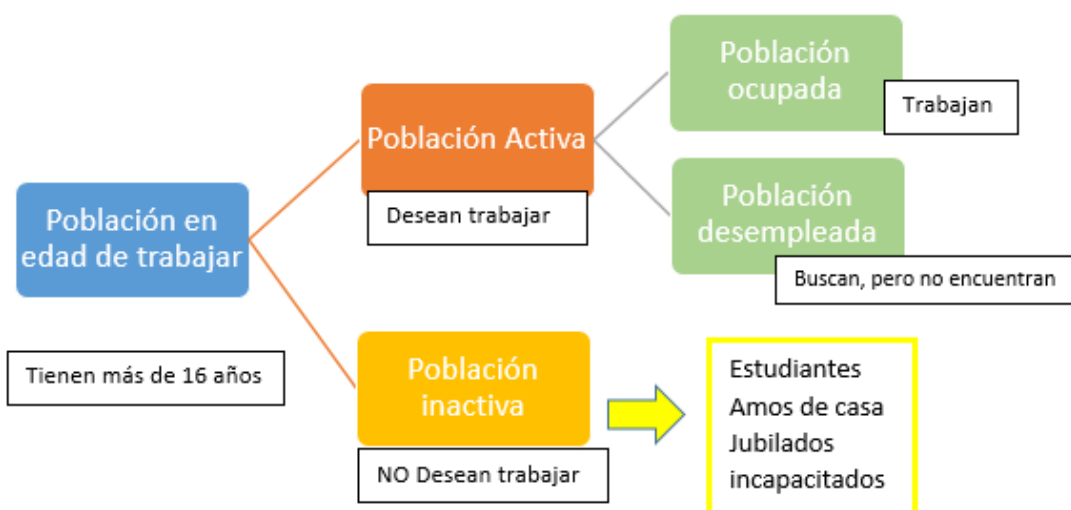 Población en
edad de trabajar
Tienen más de 16 años
Población Activa
Desean trabajar
Población
ocupada
Trabajan
Población
desempleada
Buscan, pero no encuentran
Población
inactiva
NO Desean trabajar
Estudiantes
Amos de casa
Jubilados
incapacitados